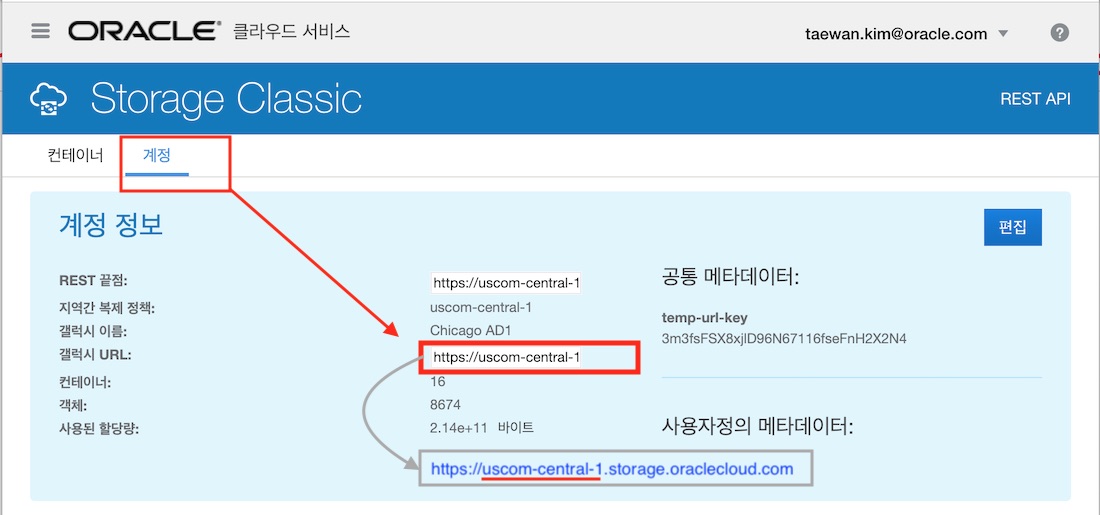 ORACLE® 클라우드 서비스
taewan.kim@oracle.com
?
Storage Classic
REST API
컨테이너
계정
계정 정보
편집
REST 끝점:
https://uscom-central-1
지역간 복제 정책:
uscom-central-1
갤럭시 이름:
Chicago AD1
갤럭시 URL:
https://uscom-central-1
컨테이너:
16
객체:
8674
사용된 할당량:
2.14e+11 바이트
https://uscom-central-1.storage.oraclecloud.com
공통 메타데이터:
temp-url-key
3m3fsFSX8xjlD96N67116fseFnH2X2N4
사용자정의 메타데이터: